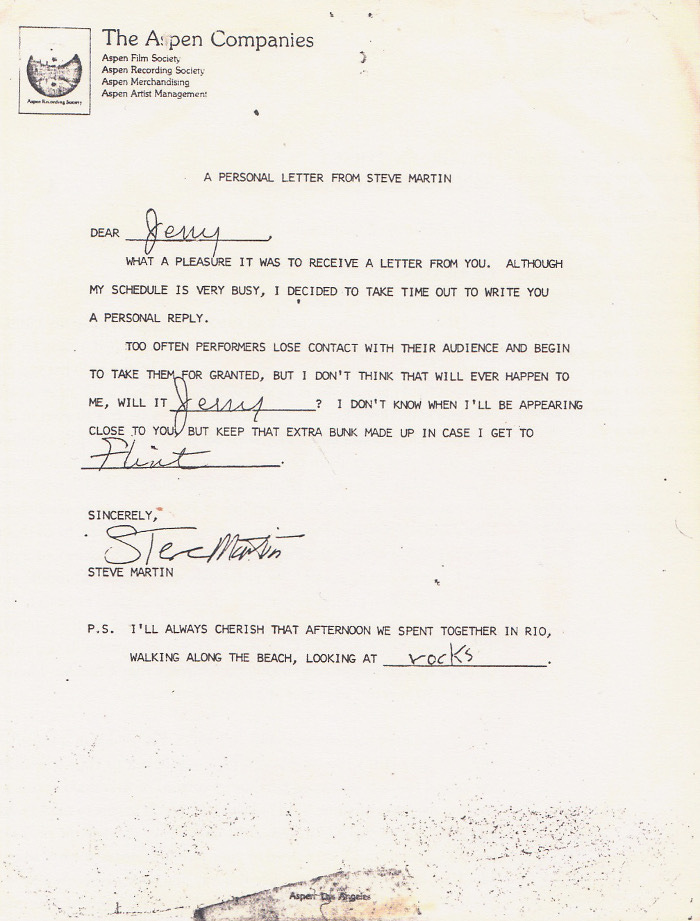 The Aspen Companies
Aspen Film Society
Aspen Recording Society
Aspen Merchandising
Aspen Artist Management
Aspen Recording Society
A PERSONAL LETTER FROM STEVE MARTIN
DEAR Jerry,
WHAT A PLEASURE IT WAS TO RECEIVE A LETTER FROM YOU. ALTHOUGH
MY SCHEDULE IS VERY BUSY, I DECIDED TO TAKE TIME OUT TO WRITE YOU
A PERSONAL REPLY.
TOO OFTEN PERFORMERS LOSE CONTACT WITH THEIR AUDIENCE AND BEGIN
TO TAKE THEM FOR GRANTED, BUT I DON'T THINK THAT WILL EVER HAPPEN TO
ME, WILL IT Jerry? I DON'T KNOW WHEN I'LL BE APPEARING
CLOSE TO YOU, BUT KEEP THAT EXTRA BUNK MADE UP IN CASE I GET TO
Flint.
SINCERELY,
Steve Martin
STEVE MARTIN
P.S. I'LL ALWAYS CHERISH THAT AFTERNOON WE SPENT TOGETHER IN RIO,
WALKING ALONG THE BEACH, LOOKING AT rocks.
Aspen Los Angeles